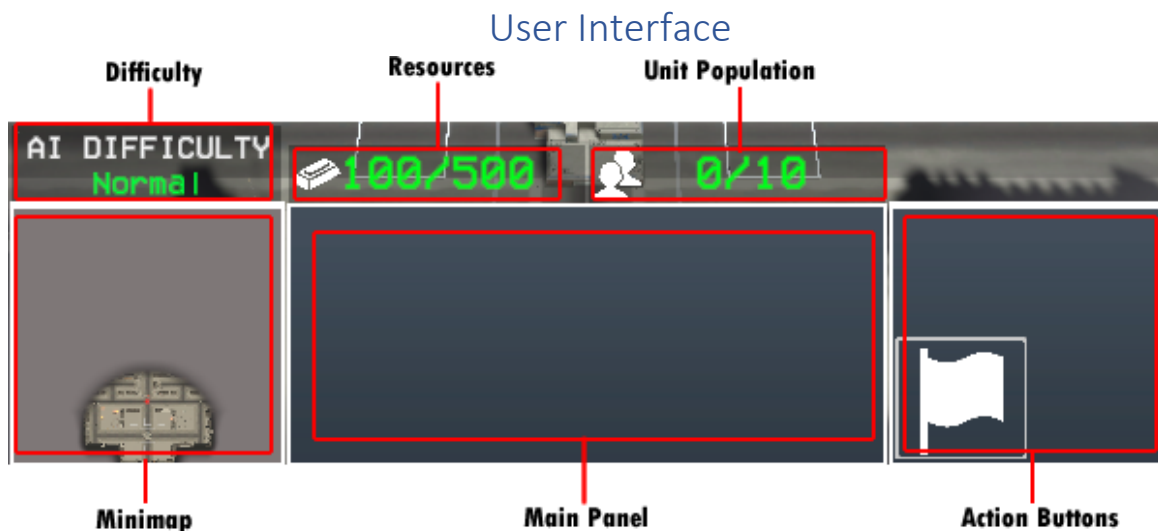 User Interface
Difficulty
Resources
Unit Population
AI DIFFICULTY
Normal
100/500
0/10
Minimap
Main Panel
Action Buttons